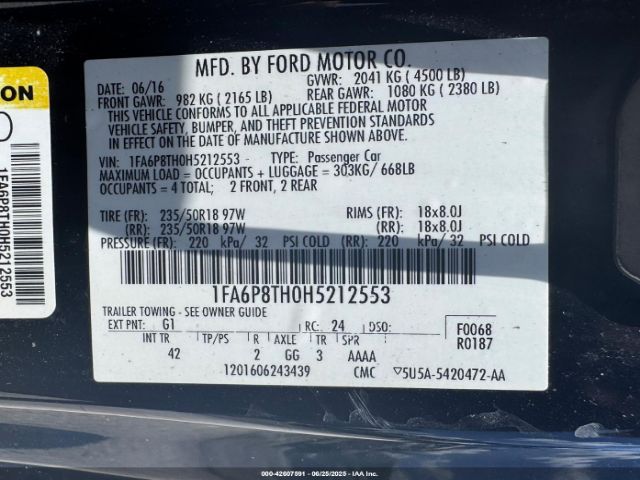 MFD. BY FORD MOTOR CO.
DATE: 06/16 GVWR: 2041 KG ( 4500 LB)
FRONT GAWR: 982 KG ( 2165 LB) REAR GAWR: 1080 KG ( 2380 LB)
THIS VEHICLE CONFORMS TO ALL APPLICABLE FEDERAL MOTOR
VEHICLE SAFETY, BUMPER, AND THEFT PREVENTION STANDARDS
IN EFFECT ON THE DATE OF MANUFACTURE SHOWN ABOVE.
VIN: 1FA6P8TH0H5212553 TYPE: Passenger Car
MAXIMUM LOAD = OCCUPANTS + LUGGAGE = 303KG/ 668LB
OCCUPANTS = 4 TOTAL; 2 FRONT, 2 REAR
TIRE (FR): 235/50R18 97W RIMS (FR): 18x8.0J
(RR): 235/50R18 97W (RR): 18x8.0J
PRESSURE (FR): 220 kPa/ 32 PSI COLD (RR): 220 kPa/ 32 PSI COLD
1FA6P8TH0H5212553
TRAILER TOWING - SEE OWNER GUIDE
EXT PNT: G1 RC: 24 DSO:
F0068
R0187
INT TR TP/PS R AXLE TR SPR
42 2 GG 3 AAAA
1201606243439 CMC ▽5U5A-5420472-AA
ON
1FA6P8TH0H5212553
000-42607591 - 06/25/2025 - IAAI.com